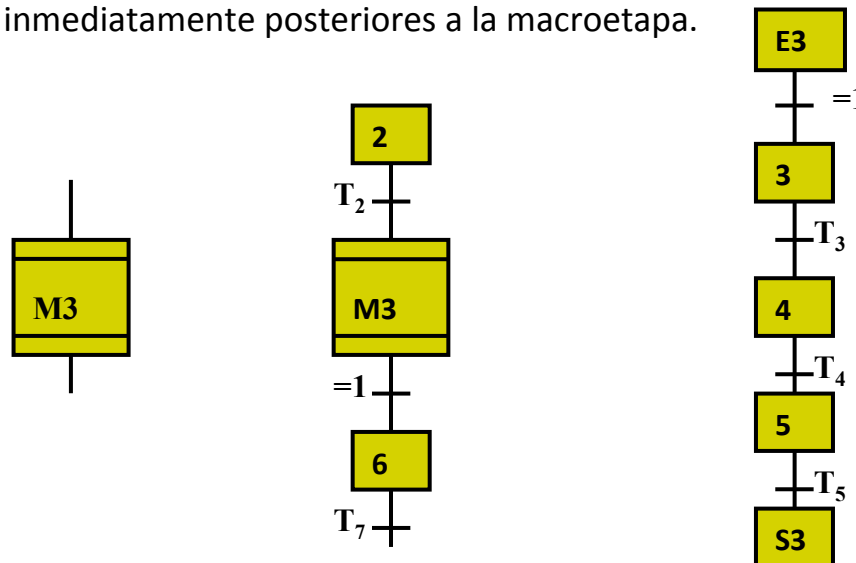 inmediatamente posteriores a la macroetapa.
M3
2
T2
M3
=1
6
T7
E3
=1
3
T3
4
T4
5
T5
S3